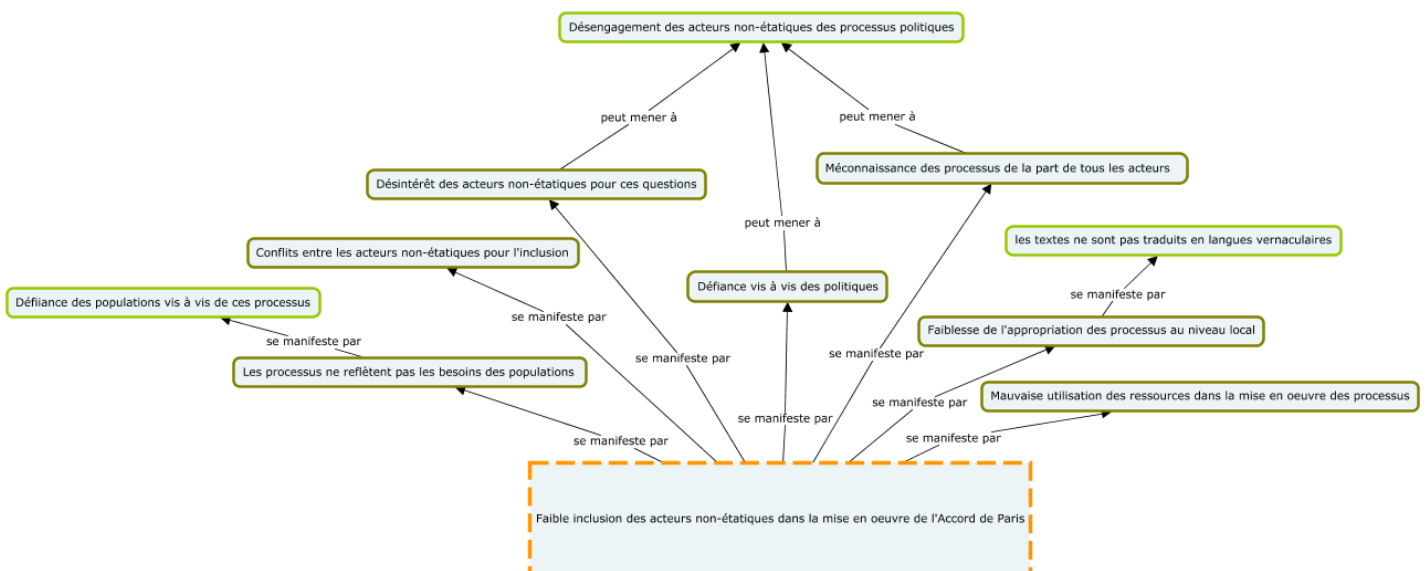 Désengagement des acteurs non-étatiques des processus politiques
peut mener à
peut mener à
Méconnaissance des processus de la part de tous les acteurs
Désintérêt des acteurs non-étatiques pour ces questions
peut mener à
les textes ne sont pas traduits en langues vernaculaires
Conflits entre les acteurs non-étatiques pour l'inclusion
Défiance vis à vis des politiques
se manifeste par
Défiiance des populations vis à vis de ces processus
se manifeste par
Faiblesse de l'appropriation des processus au niveau local
se manifeste par
se manifeste par
se manifeste par
Les processus ne reflètent pas les besoins des populations
Mauvaise utilisation des ressources dans la mise en oeuvre des processus
se manifeste par
se manifeste par
se manifeste par
se manifeste par
Faible inclusion des acteurs non-étatiques dans la mise en oeuvre de l'Accord de Paris